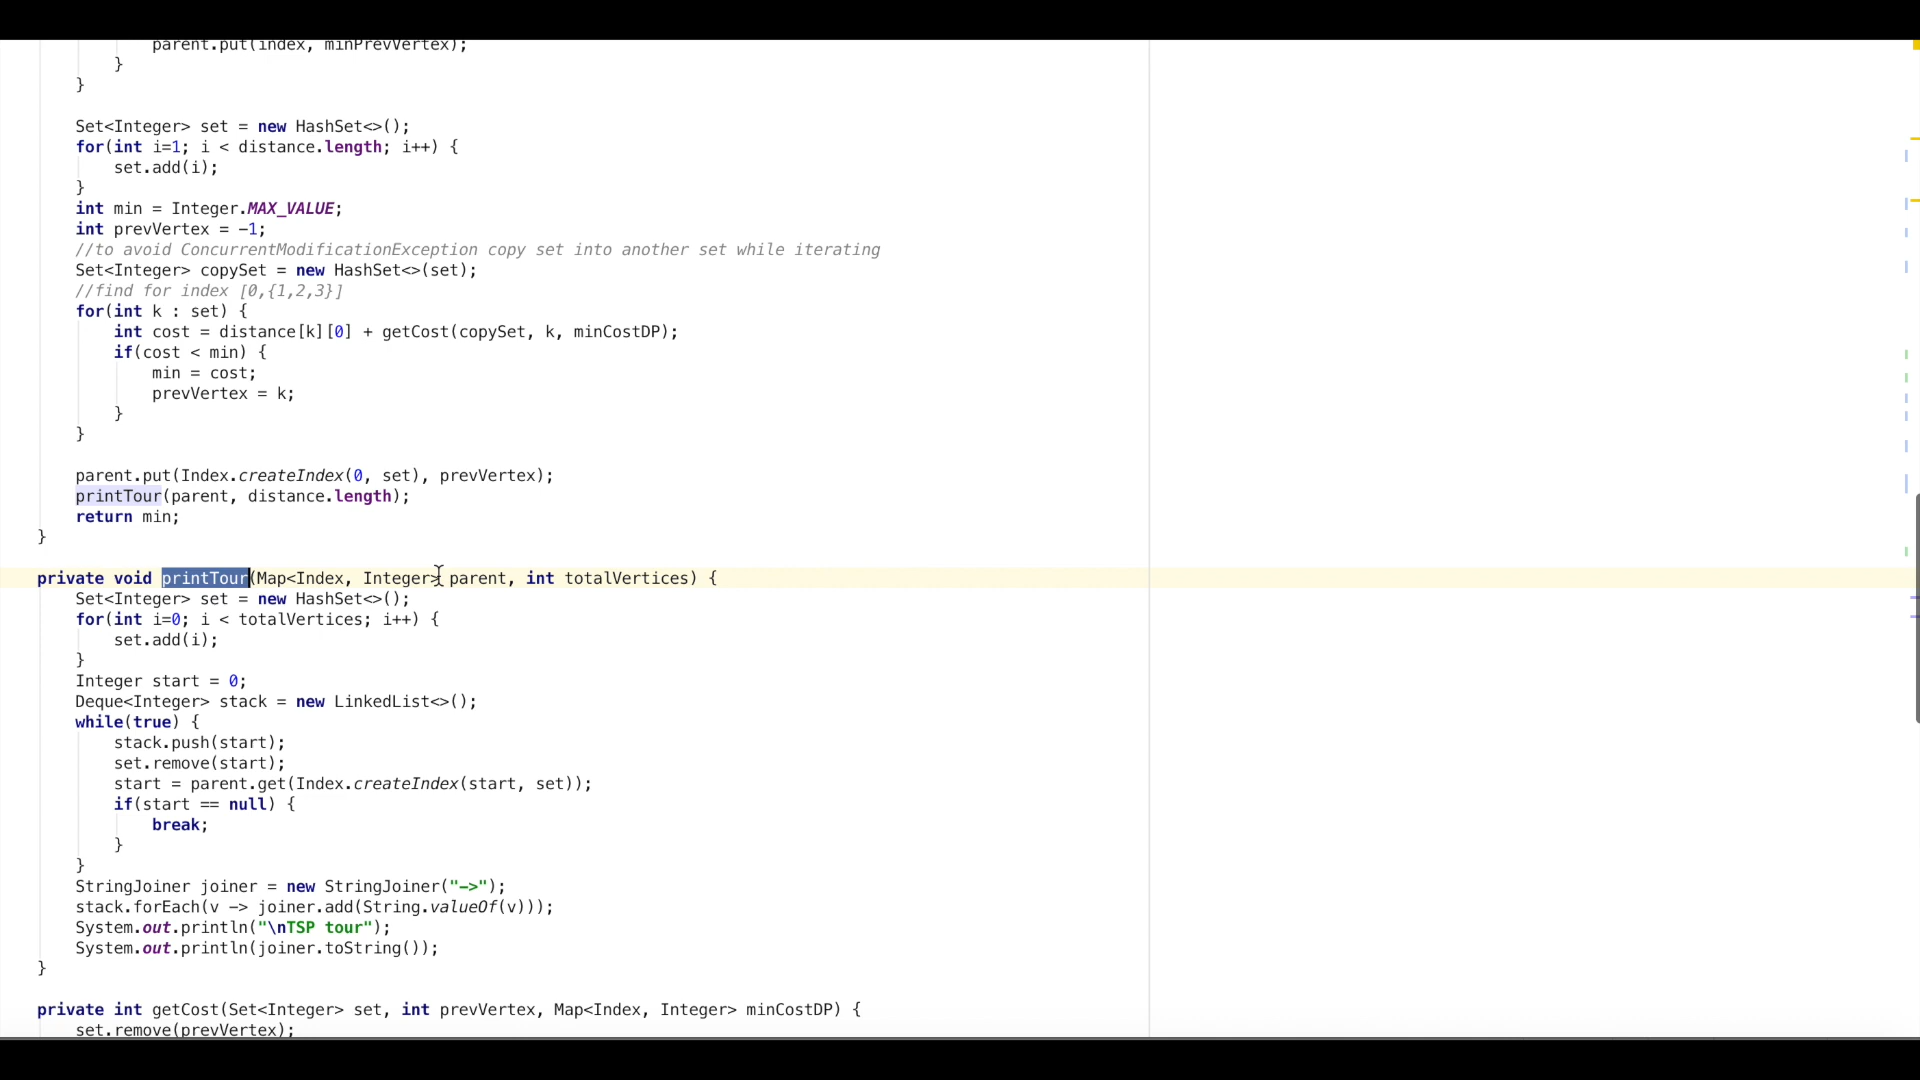 parent.put(index, minPrevVertex);
}
}
Set<Integer> set = new HashSet<>();
for(int i=1; i < distance.length; i++) {
set.add(i);
}
int min = Integer.MAX_VALUE;
int prevVertex = -1;
//to avoid ConcurrentModificationException copy set into another set while iterating
Set<Integer> copySet = new HashSet<>(set);
//find for index [0,{1,2,3}]
for(int k : set) {
int cost = distance[k][0] + getCost(copySet, k, minCostDP);
if(cost < min) {
min = cost;
prevVertex = k;
}
}
parent.put(Index.createIndex(0, set), prevVertex);
printTour(parent, distance.length);
return min;
}
private void printTour(Map<Index, Integer> parent, int totalVertices) {
Set<Integer> set = new HashSet<>();
for(int i=0; i < totalVertices; i++) {
set.add(i);
}
Integer start = 0;
Deque<Integer> stack = new LinkedList<>();
while(true) {
stack.push(start);
set.remove(start);
start = parent.get(Index.createIndex(start, set));
if(start == null) {
break;
}
}
StringJoiner joiner = new StringJoiner("->");
stack.forEach(v -> joiner.add(String.valueOf(v)));
System.out.println("\nTSP tour");
System.out.println(joiner.toString());
}
private int getCost(Set<Integer> set, int prevVertex, Map<Index, Integer> minCostDP) {
set.remove(prevVertex);